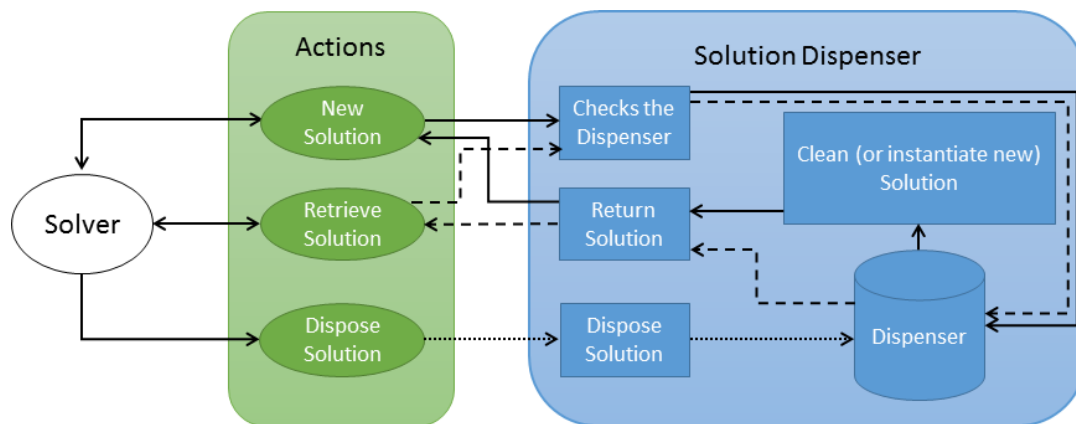 Actions
Solution Dispenser
New
Solution
Checks the
Dispenser
Clean (or instantiate new)
Solution
Solver
Retrieve
Solution
Return
Solution
Dispose
Solution
Dispose
Solution
Dispenser